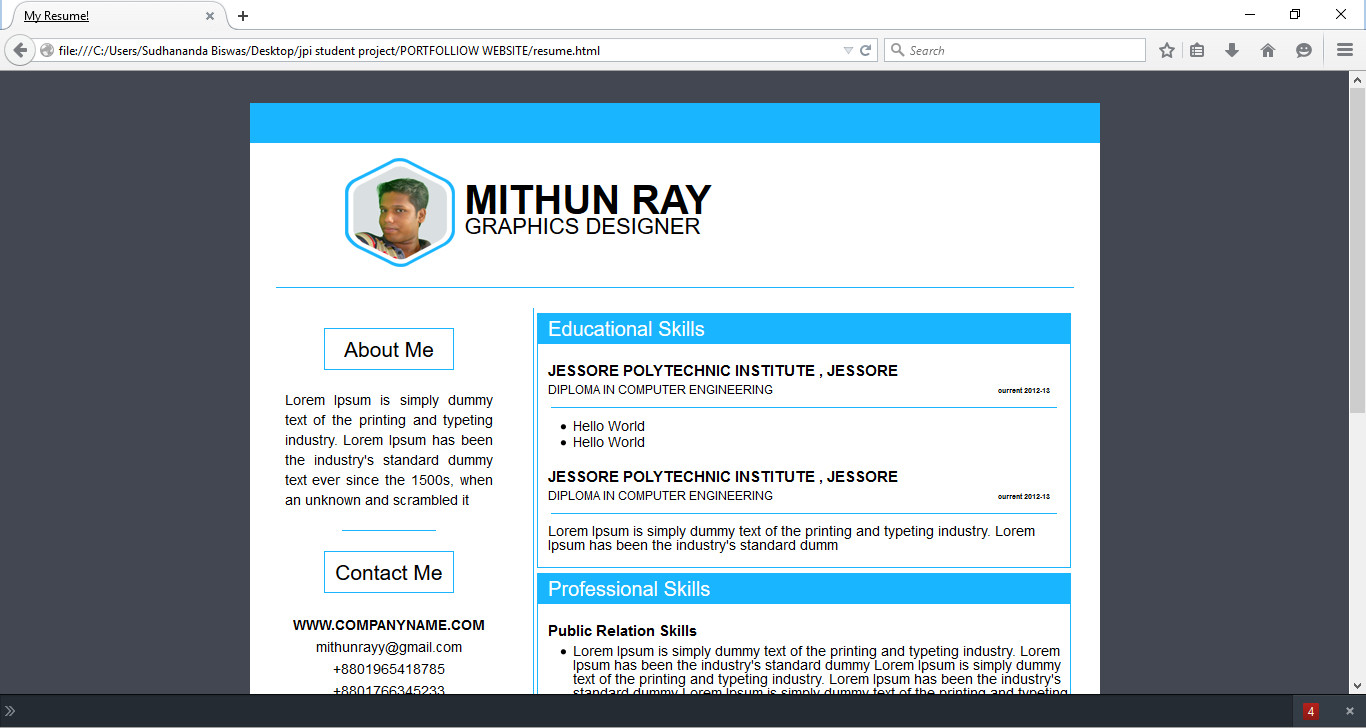 My Resume!
file:///C:/Users/Sudhananda Biswas/Desktop/jpi student project/PORTFOLLIOW WEBSITE/resume.html
Search
MITHUN RAY
GRAPHICS DESIGNER
About Me
Lorem Ipsum is simply dummy
text of the printing and typeting
industry. Lorem Ipsum has been
the industry's standard dummy
text ever since the 1500s, when
an unknown and scrambled it
Contact Me
WWW.COMPANYNAME.COM
mithunrayy@gmail.com
+8801965418785
+8801766345233
Educational Skills
JESSORE POLYTECHNIC INSTITUTE , JESSORE
DIPLOMA IN COMPUTER ENGINEERING
current 2012-13
Hello World
Hello World
JESSORE POLYTECHNIC INSTITUTE , JESSORE
DIPLOMA IN COMPUTER ENGINEERING
current 2012-13
Lorem Ipsum is simply dummy text of the printing and typeting industry. Lorem
Ipsum has been the industry's standard dumm
Professional Skills
Public Relation Skills
Lorem Ipsum is simply dummy text of the printing and typeting industry. Lorem
Ipsum has been the industry's standard dummy Lorem Ipsum is simply dummy
text of the printing and typeting industry. Lorem Ipsum has been the industry's
standard dummy Lorem Ipsum is simply dummy text of the printing and typeting
4